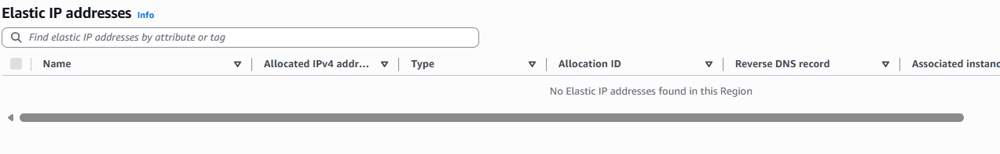 Elastic IP addresses Info
Find elastic IP addresses by attribute or tag
Name Allocated IPv4 addr... Type Allocation ID Reverse DNS record Associated instanc
No Elastic IP addresses found in this Region